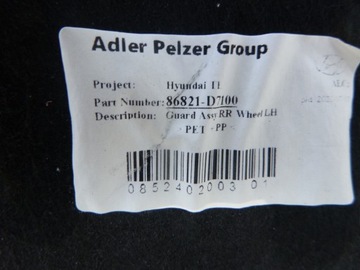 Adler Pelzer Group
Project: Hyundai
Part Number: 86821-D7100
Description: Guard Assy RR Wheel LH
- PET - PP -
0852402003 01